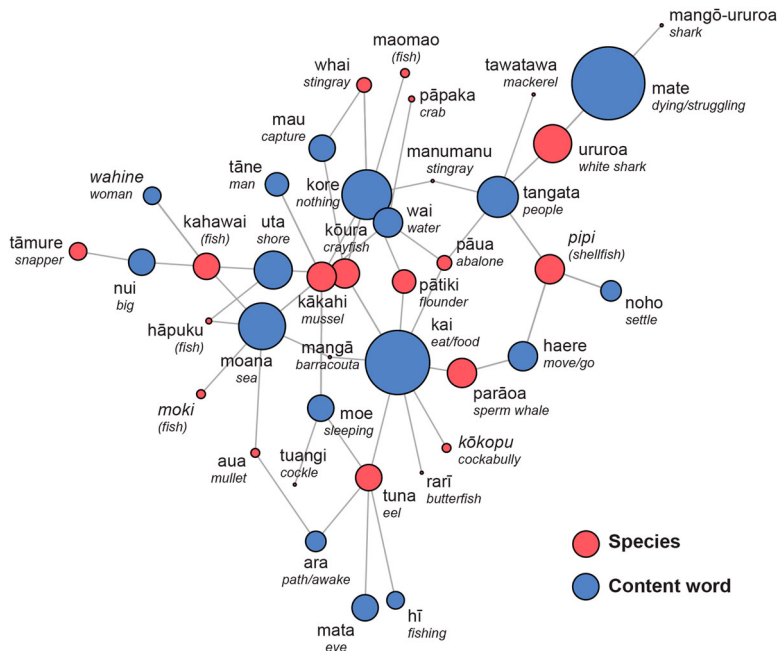 mangō-ururoa
shark
maomao
(fish)
whai
stingray
tawatawa
mackerel
mate
dying/struggling
pāpaka
crab
mau
capture
manumanu
stingray
ururoa
white shark
tāne
man
kore
nothing
wahine
woman
tangata
people
wai
water
kahawai
(fish)
uta
shore
kōura
crayfish
tāmure
snapper
pāua
abalone
pipi
(shellfish)
nui
big
pātiki
flounder
kākahi
mussel
noho
settle
hāpuku
(fish)
kai
eat/food
moana
sea
mangā
barracouta
haere
move/go
parāoa
sperm whale
moki
(fish)
moe
sleeping
kōkopu
cockabully
aua
mullet
tuangi
cockle
rarī
butterfish
tuna
eel
Species
ara
path/awake
Content word
hī
fishing
mata
eye